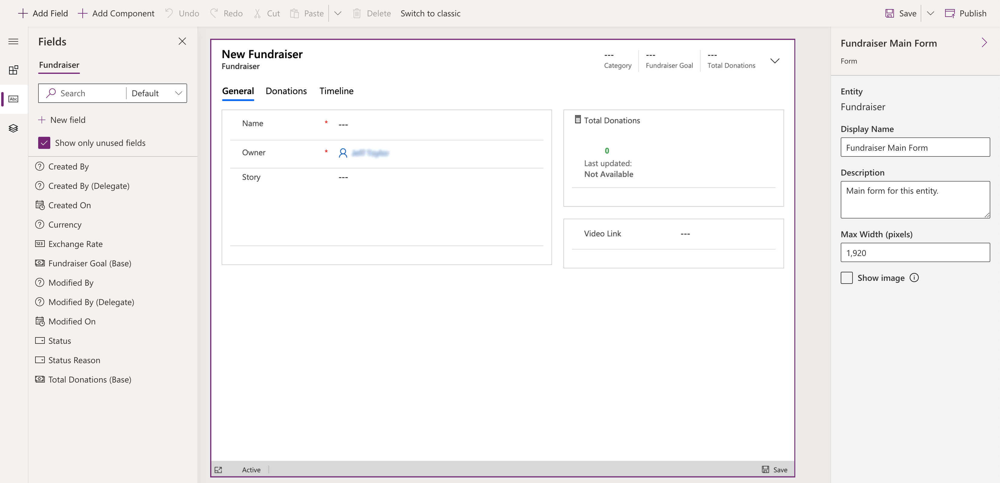 Add Field Add Component Undo Redo Cut Paste Delete Switch to classic Save Publish
Fields
Fundraiser
Search Default
New field
Show only unused fields
Created By
Created By (Delegate)
Created On
Currency
123 Exchange Rate
Fundraiser Goal (Base)
Modified By
Modified By (Delegate)
Modified On
Status
Status Reason
Total Donations (Base)
Abc
New Fundraiser
Fundraiser
--- --- ---
Category Fundraiser Goal Total Donations
General Donations Timeline
Name * ---
Owner *
Story ---
Total Donations
0
Last updated:
Not Available
Video Link ---
Active Save
Fundraiser Main Form
Form
Entity
Fundraiser
Display Name
Fundraiser Main Form
Description
Main form for this entity.
Max Width (pixels)
1,920
Show image